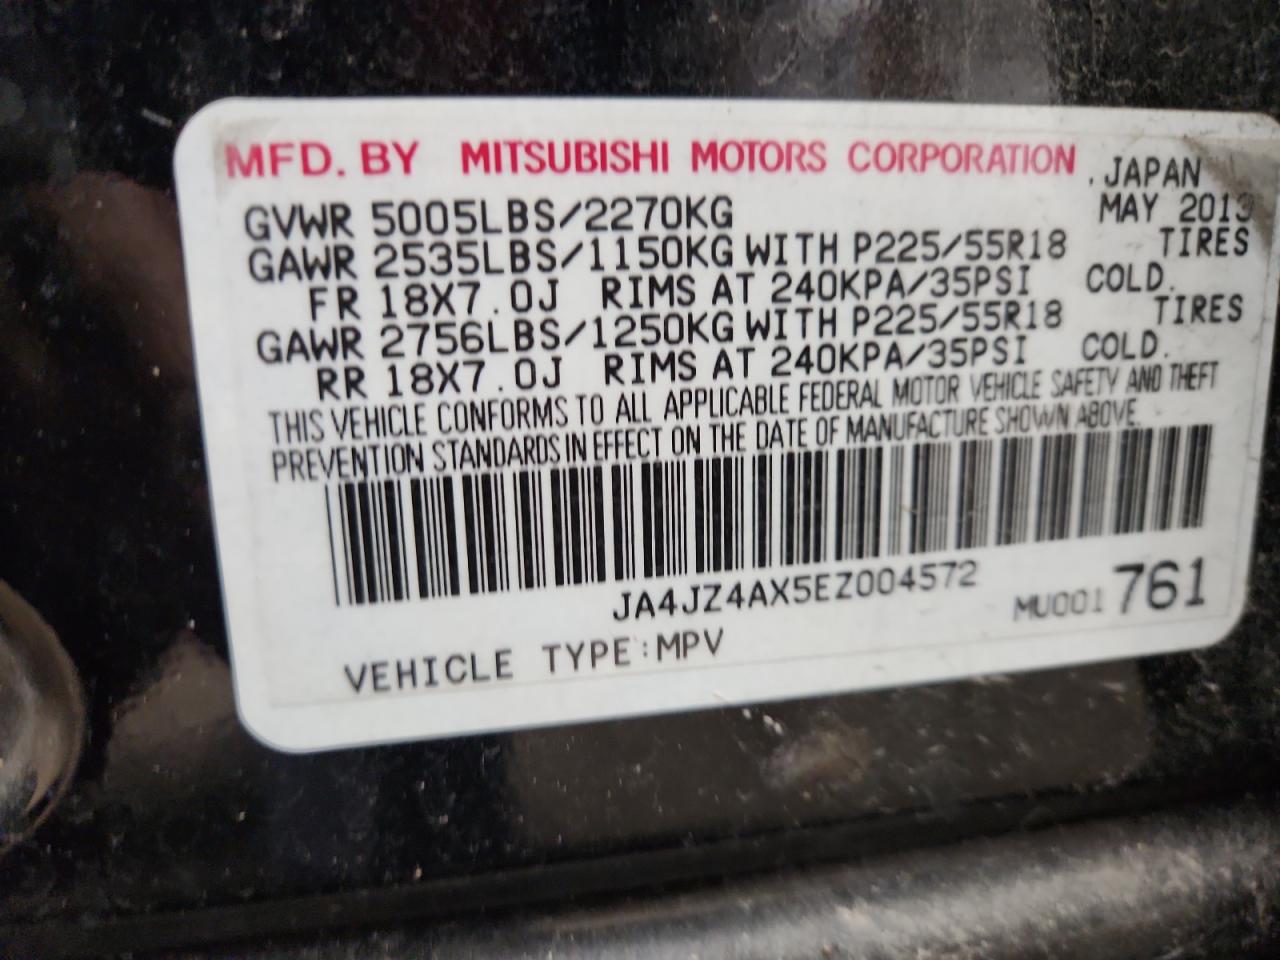 MFD. BY MITSUBISHI MOTORS CORPORATION . JAPAN
GVWR 5005LBS/2270KG MAY 2013
GAWR 2535LBS/1150KG WITH P225/55R18 TIRES
FR 18X7.0J RIMS AT 240KPA/35PSI COLD.
GAWR 2756LBS/1250KG WITH P225/55R18 TIRES
RR 18X7.0J RIMS AT 240KPA/35PSI COLD.
THIS VEHICLE CONFORMS TO ALL APPLICABLE FEDERAL MOTOR VEHICLE SAFETY AND THEFT
PREVENTION STANDARDS IN EFFECT ON THE DATE OF MANUFACTURE SHOWN ABOVE.
JA4JZ4AX5EZ004572 MU001761
VEHICLE TYPE:MPV